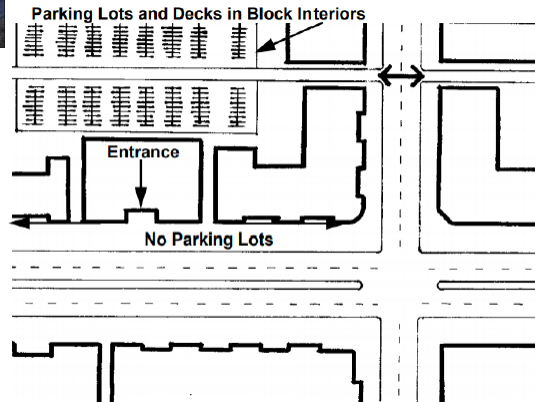 Parking Lots and Decks in Block Interiors
Entrance
No Parking Lots